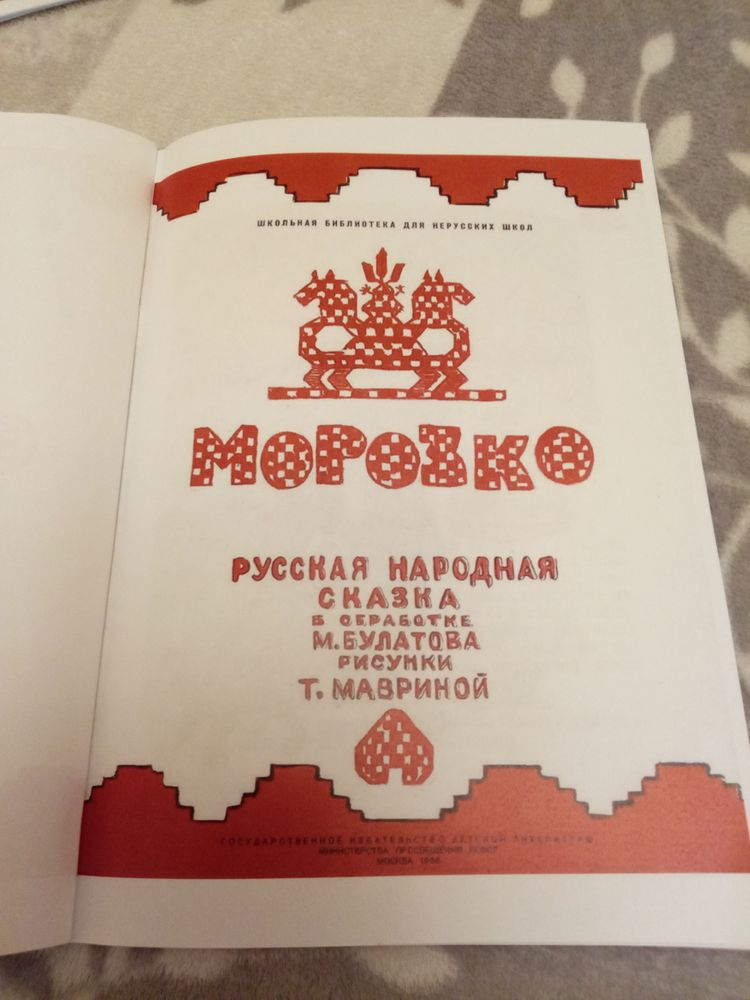 ШКОЛЬНАЯ БИБЛИОТЕКА ДЛЯ НЕРУССКИХ ШКОЛ
МОРОЗКО
РУССКАЯ НАРОДНАЯ
СКАЗКА
В ОБРАБОТКЕ
М. БУЛАТОВА
РИСУНКИ
Т. МАВРИНОЙ
ГОСУДАРСТВЕННОЕ ИЗДАТЕЛЬСТВО ДЕТСКОЙ ЛИТЕРАТУРЫ
МИНИСТЕРСТВА ПРОСВЕЩЕНИЯ РСФСР
МОСКВА